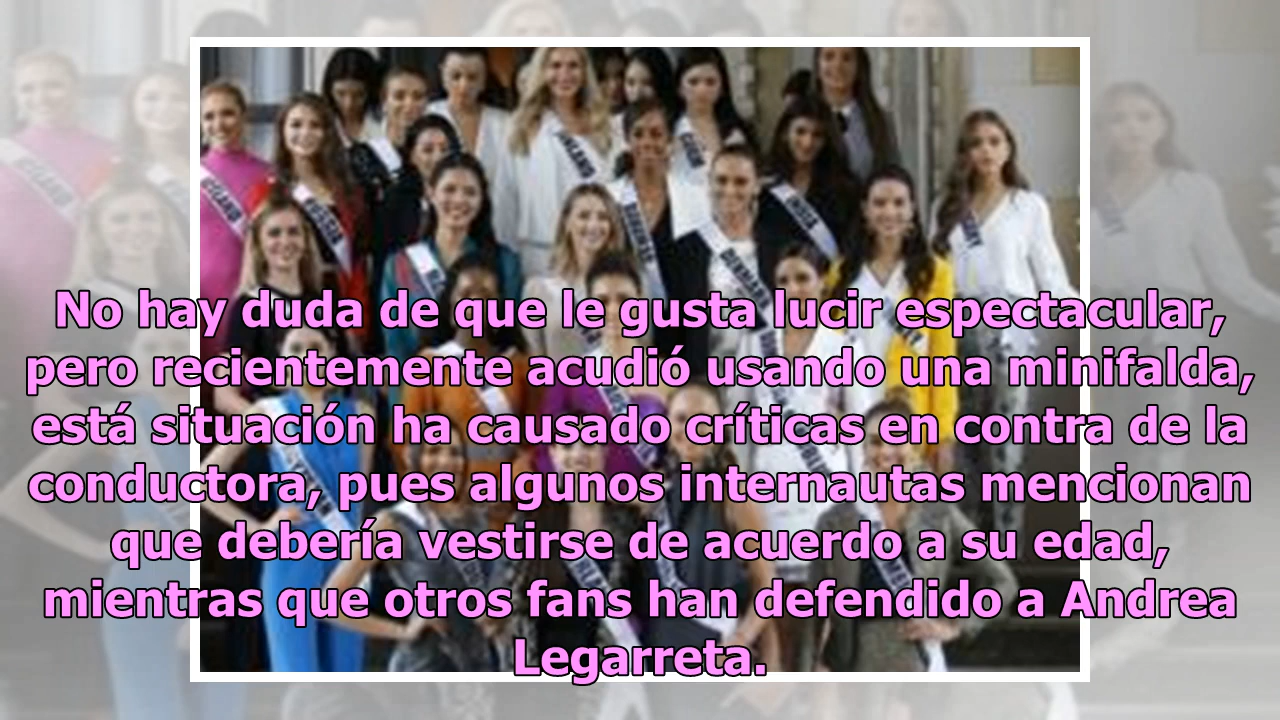 No hay duda de que le gusta lucir espectacular,
pero recientemente acudió usando una minifalda,
está situación ha causado críticas en contra de la
conductora, pues algunos internautas mencionan
que debería vestirse de acuerdo a su edad,
mientras que otros fans han defendido a Andrea
Legarreta.